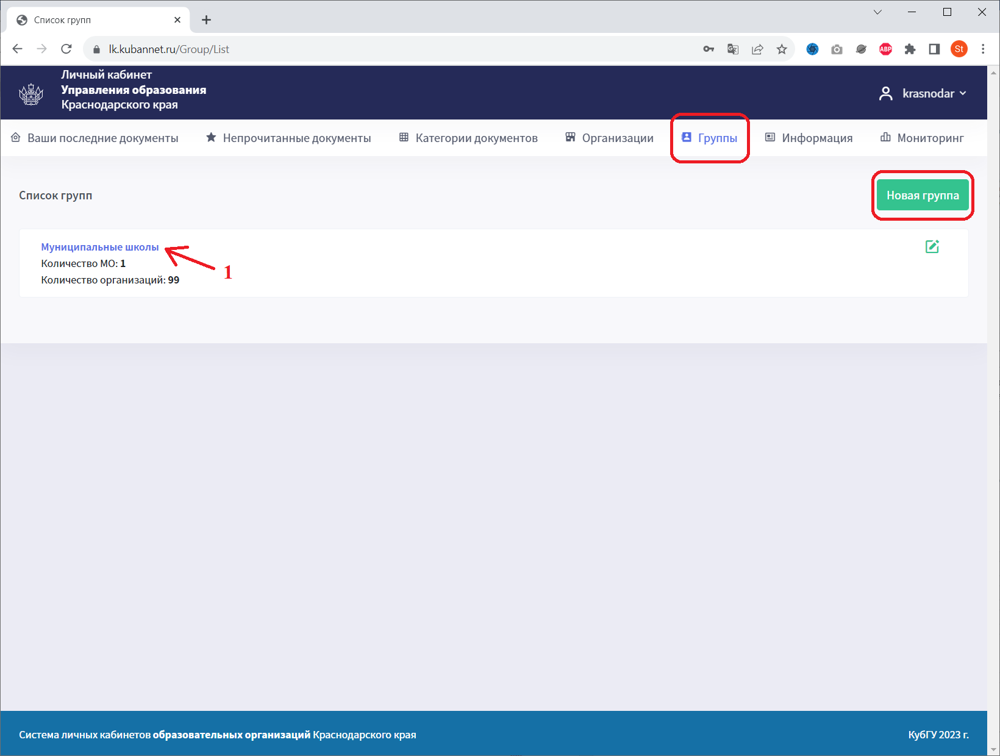 Список групп
lk.kubannet.ru/Group/List
ABP
St
Личный кабинет
Управления образования
Краснодарского края
krasnodar
Ваши последние документы
Непрочитанные документы
Категории документов
Организации
Группы
Информация
Мониторинг
Список групп
Новая группа
Муниципальные школы
Количество МО: 1
Количество организаций: 99
1
Система личных кабинетов образовательных организаций Краснодарского края
КубГУ 2023 г.